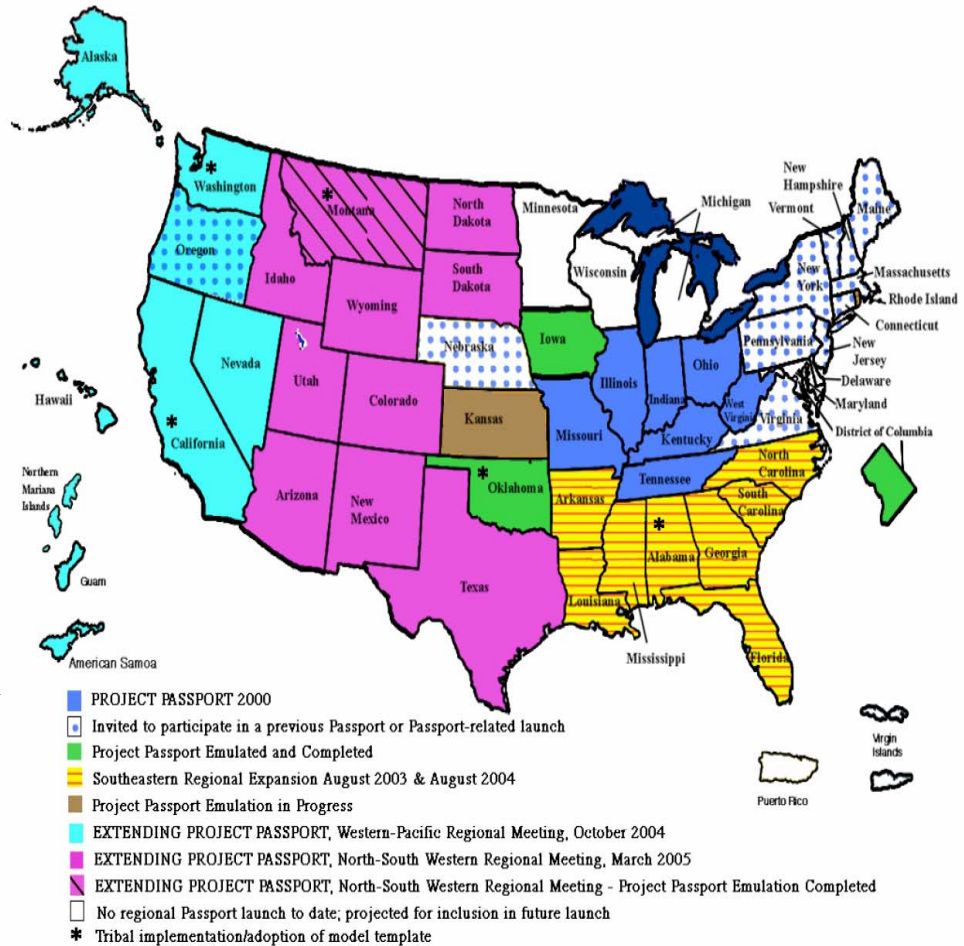 Alaska
Washington
*
Montana
*
North
Dakota
Minnesota
Michigan
New
Hampshire
Vermont
Maine
Oregon
Idaho
Wyoming
South
Dakota
Wisconsin
New
York
Massachusetts
Rhode Island
Connecticut
New
Jersey
Pennsylvania
Delaware
Maryland
District of Columbia
Virginia
West
Virginia
Ohio
Indiana
Illinois
Iowa
Nebraska
Nevada
Utah
Colorado
Kansas
Missouri
Kentucky
Tennessee
North
Carolina
South
Carolina
Hawaii
*
California
Arizona
New
Mexico
*
Oklahoma
Arkansas
*
Alabama
Georgia
Northern
Mariana
Islands
Guam
American Samoa
Texas
Louisiana
Mississippi
Florida
Virgin
Islands
Puerto Rico
PROJECT PASSPORT 2000
Invited to participate in a previous Passport or Passport-related launch
Project Passport Emulated and Completed
Southeastern Regional Expansion August 2003 & August 2004
Project Passport Emulation in Progress
EXTENDING PROJECT PASSPORT, Western-Pacific Regional Meeting, October 2004
EXTENDING PROJECT PASSPORT, North-South Western Regional Meeting, March 2005
EXTENDING PROJECT PASSPORT, North-South Western Regional Meeting - Project Passport Emulation Completed
No regional Passport launch to date; projected for inclusion in future launch
* Tribal implementation/adoption of model template